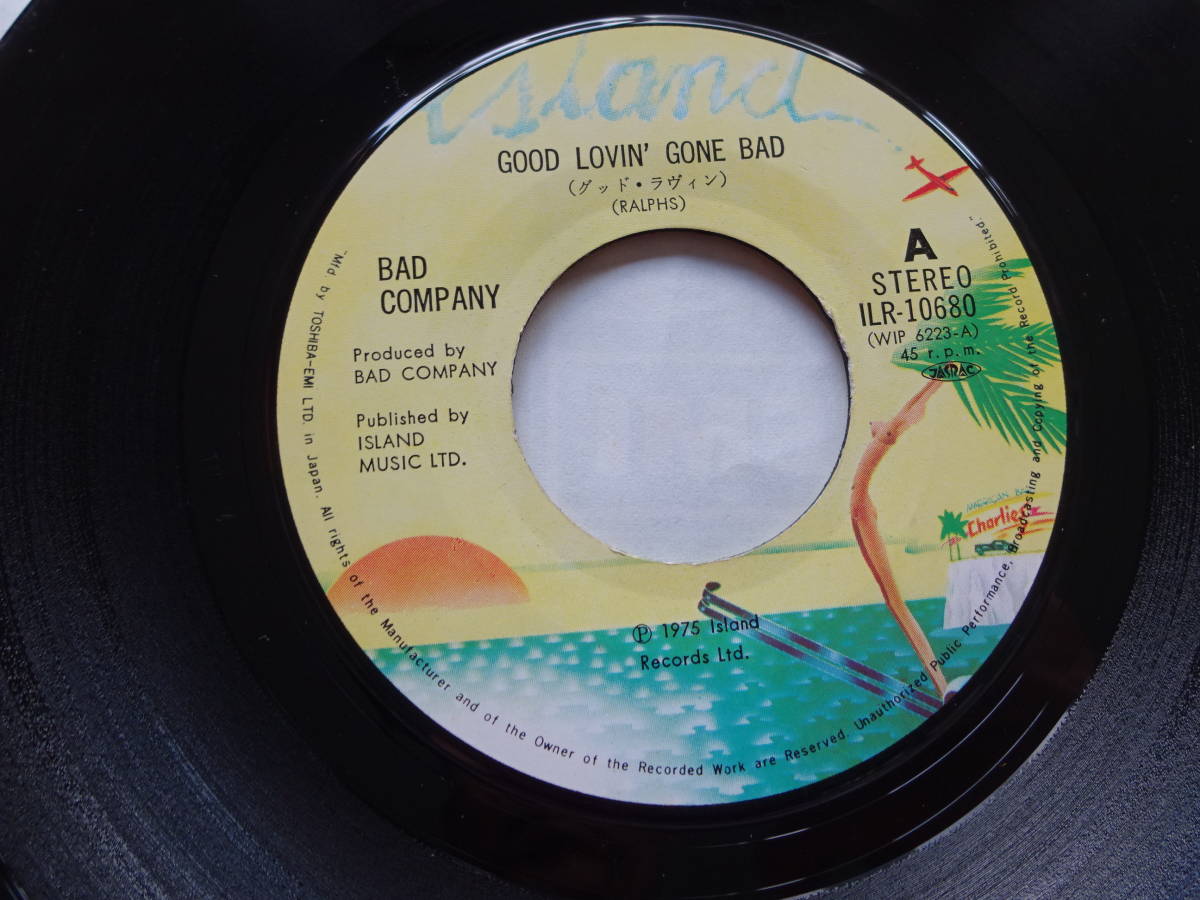 island
GOOD LOVIN' GONE BAD
(グッド・ラヴィン)
(RALPHS)
BAD
COMPANY
Produced by
BAD COMPANY
Published by
ISLAND
MUSIC LTD.
A
STEREO
ILR-10680
(WIP 6223-A)
45 r.p.m.
JASRAC
AMERICAN BAR
Charlies
℗ 1975 Island
Records Ltd.
"Mfd by TOSHIBA-EMI LTD. in Japan. All rights of the Manufacturer and of the Owner of the Recorded Work are Reserved. Unauthorized Public Performance, Broadcasting and Copying of the Record Prohibited."